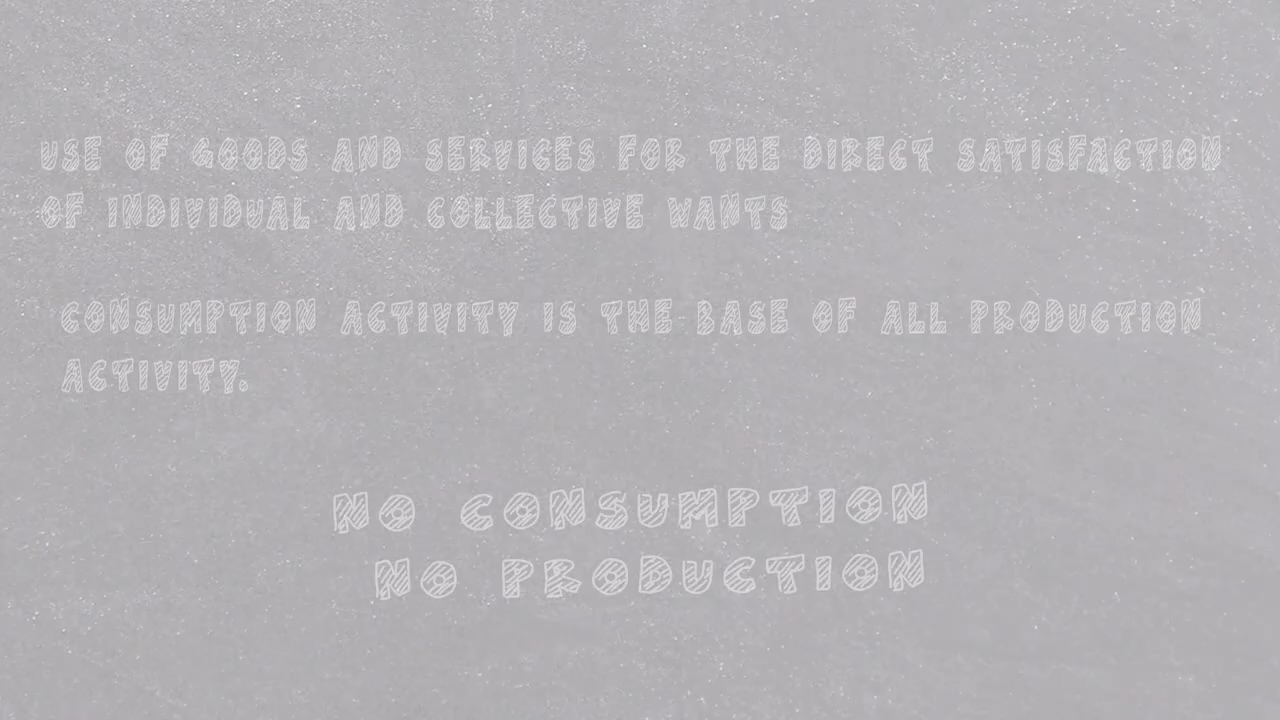 USE OF GOODS AND SERVICES FOR THE DIRECT SATISFACTION
OF INDIVIDUAL AND COLLECTIVE WANTS
CONSUMPTION ACTIVITY IS THE BASE OF ALL PRODUCTION
ACTIVITY.
NO CONSUMPTION
NO PRODUCTION